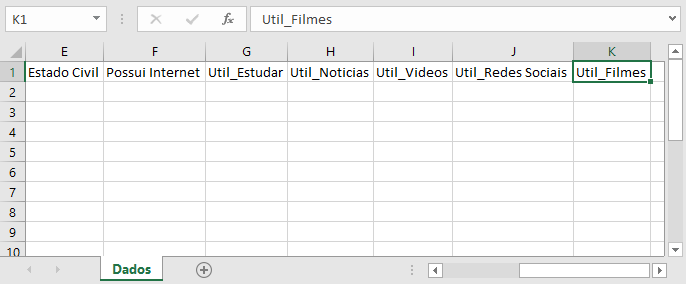 K1 fx Util_Filmes
E F G H I J K
1 Estado Civil Possui Internet Util_Estudar Util_Noticias Util_Videos Util_Redes Sociais Util_Filmes
2
3
4
5
6
7
8
9
10
Dados